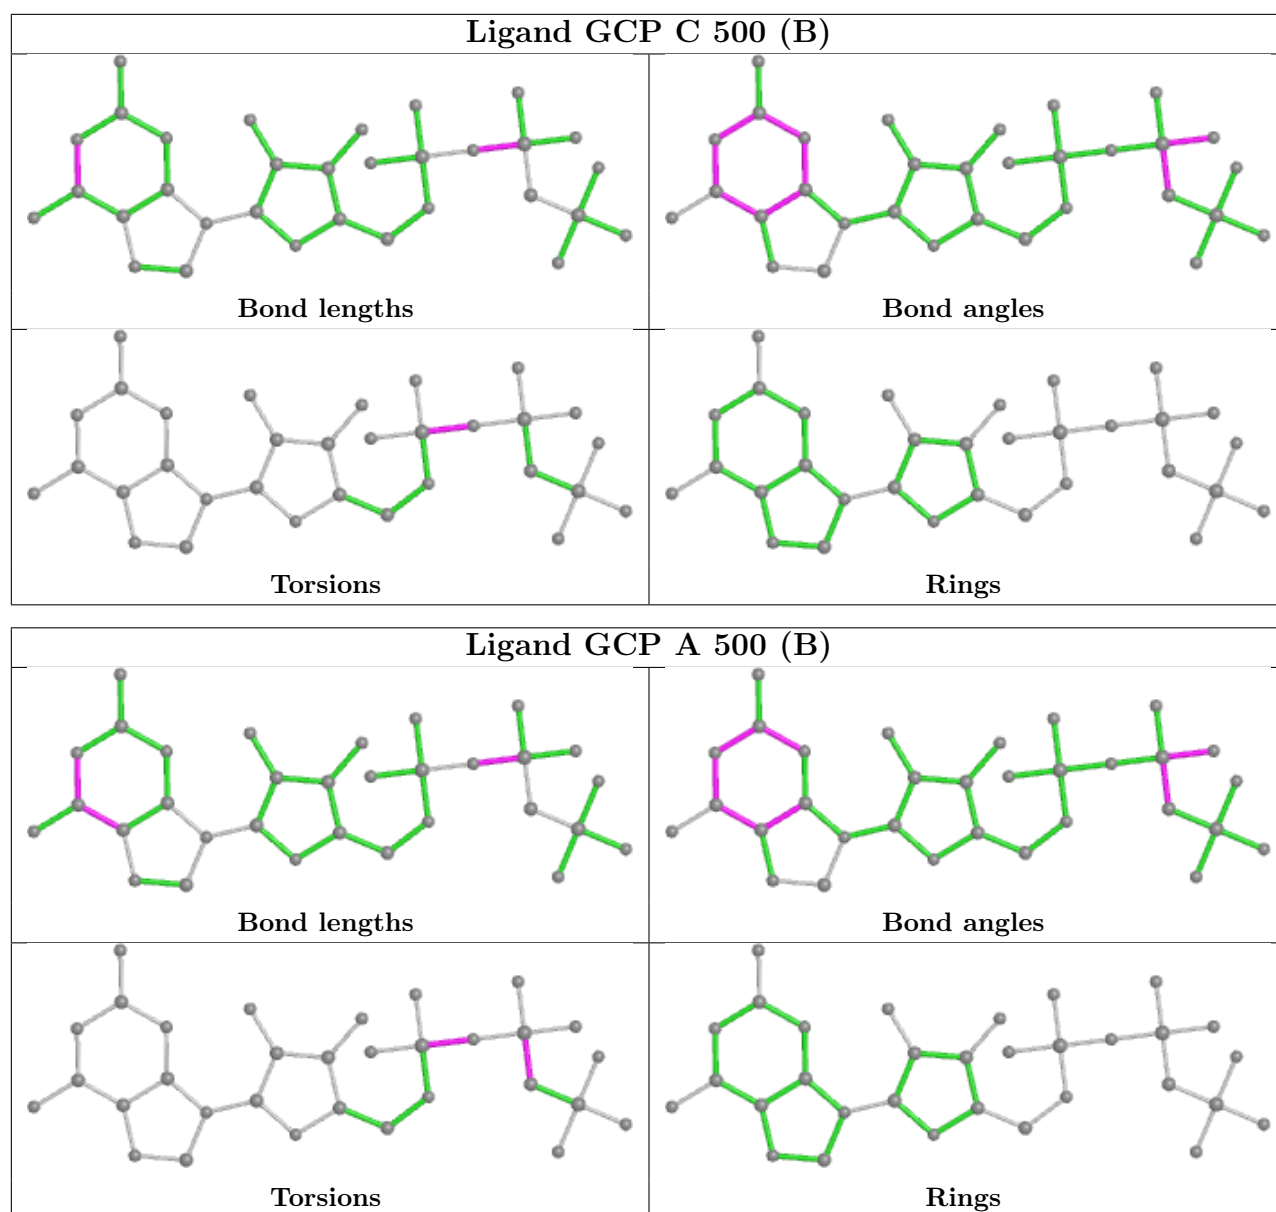 Ligand GCP C 500 (B)
Bond lengths
Bond angles
Torsions
Rings
Ligand GCP A 500 (B)
Bond lengths
Bond angles
Torsions
Rings